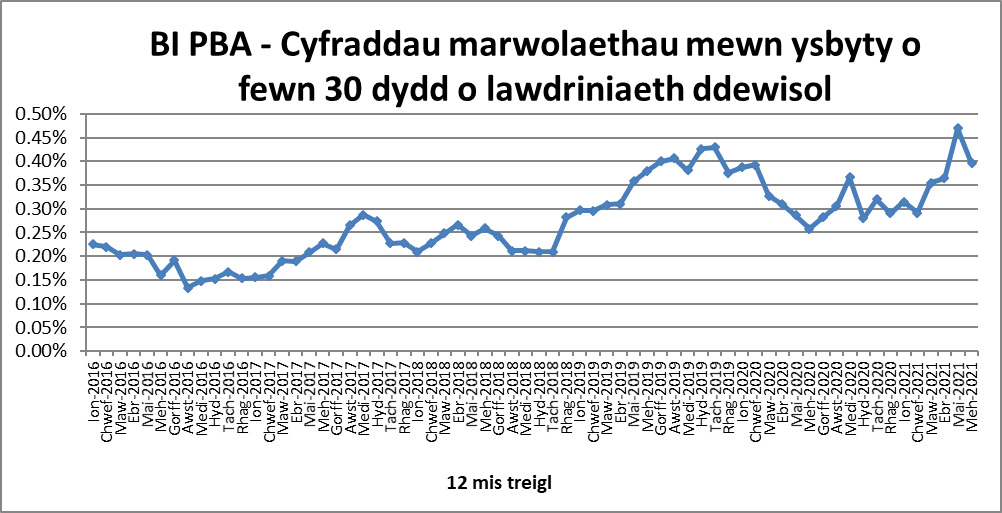 BI PBA - Cyfraddau marwolaethau mewn ysbyty o
fewn 30 dydd o lawdriniaeth ddewisol
0.50%
0.45%
0.40%
0.35%
0.30%
0.25%
0.20%
0.15%
0.10%
0.05%
0.00%
Ion-2016
Chwef-2016
Maw-2016
Ebr-2016
Mai-2016
Meh-2016
Gorff-2016
Awst-2016
Medi-2016
Hyd-2016
Tach-2016
Rhag-2016
Ion-2017
Chwef-2017
Maw-2017
Ebr-2017
Mai-2017
Meh-2017
Gorff-2017
Awst-2017
Medi-2017
Hyd-2017
Tach-2017
Rhag-2017
Ion-2018
Chwef-2018
Maw-2018
Ebr-2018
Mai-2018
Meh-2018
Gorff-2018
Awst-2018
Medi-2018
Hyd-2018
Tach-2018
Rhag-2018
Ion-2019
Chwef-2019
Maw-2019
Ebr-2019
Mai-2019
Meh-2019
Gorff-2019
Awst-2019
Medi-2019
Hyd-2019
Tach-2019
Rhag-2019
Ion-2020
Chwef-2020
Maw-2020
Ebr-2020
Mai-2020
Meh-2020
Gorff-2020
Awst-2020
Medi-2020
Hyd-2020
Tach-2020
Rhag-2020
Ion-2021
Chwef-2021
Maw-2021
Ebr-2021
Mai-2021
Meh-2021
12 mis treigl